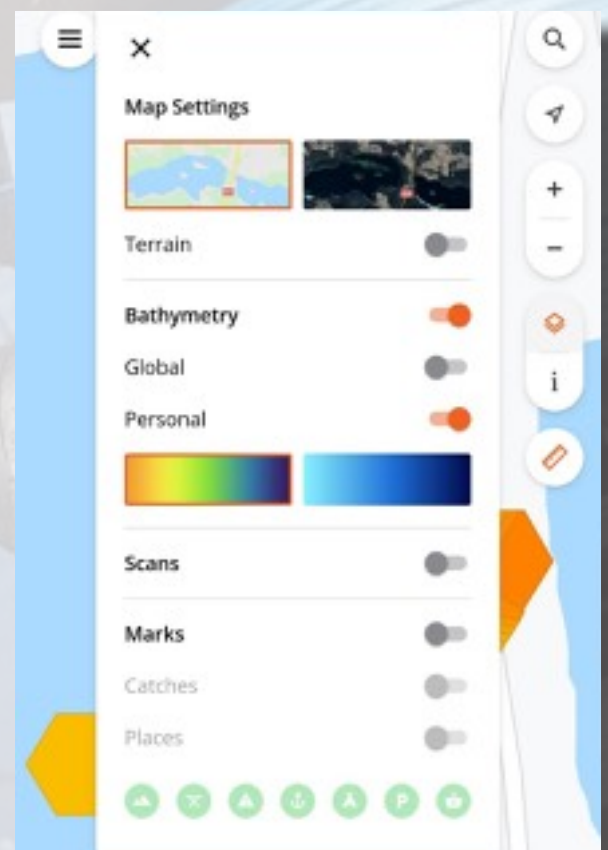 Map Settings
Terrain
Bathymetry
Global
i
Personal
Scans
Marks
Catches
Places
A P